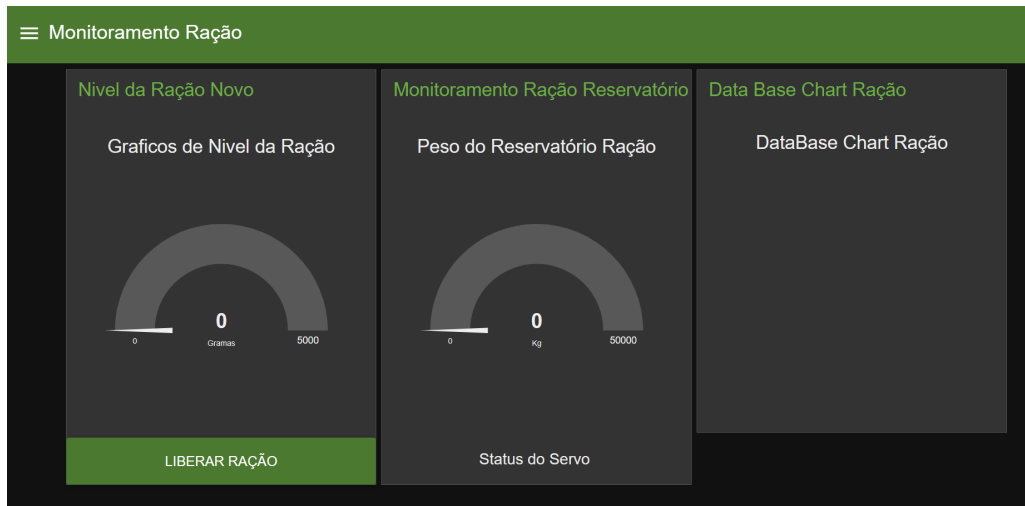 Monitoramento Ração
Nivel da Ração Novo
Graficos de Nivel da Ração
0
0
Gramas
5000
LIBERAR RAÇÃO
Monitoramento Ração Reservatório
Peso do Reservatório Ração
0
0
Kg
50000
Status do Servo
Data Base Chart Ração
DataBase Chart Ração